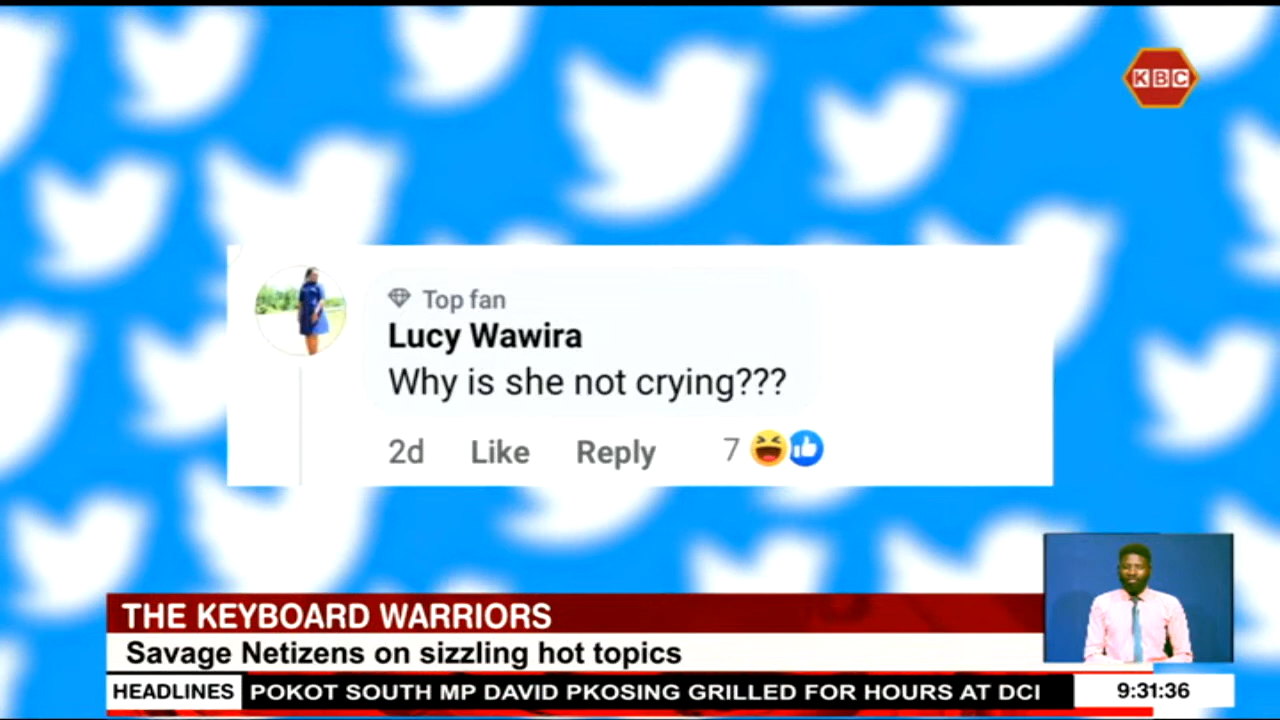 KBC
Top fan
Lucy Wawira
Why is she not crying???
2d Like Reply 7
THE KEYBOARD WARRIORS
Savage Netizens on sizzling hot topics
HEADLINES POKOT SOUTH MP DAVID PKOSING GRILLED FOR HOURS AT DCI 9:31:36